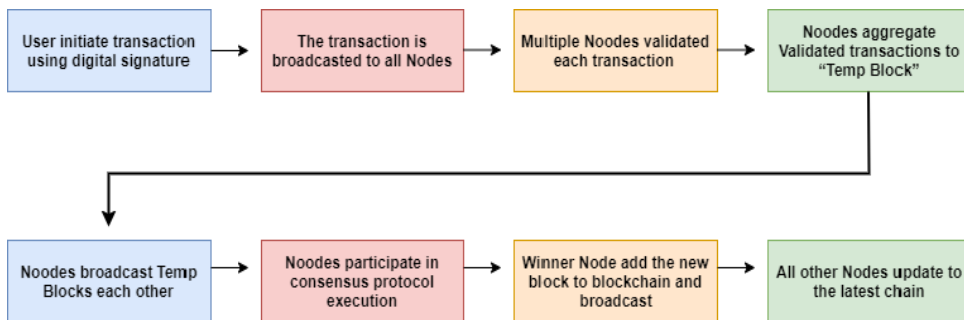 User initiate transaction
using digital signature
The transaction is
broadcasted to all Nodes
Multiple Noodes validated
each transaction
Noodes aggregate
Validated transactions to
“Temp Block”
Noodes broadcast Temp
Blocks each other
Noodes participate in
consensus protocol
execution
Winner Node add the new
block to blockchain and
broadcast
All other Nodes update to
the latest chain